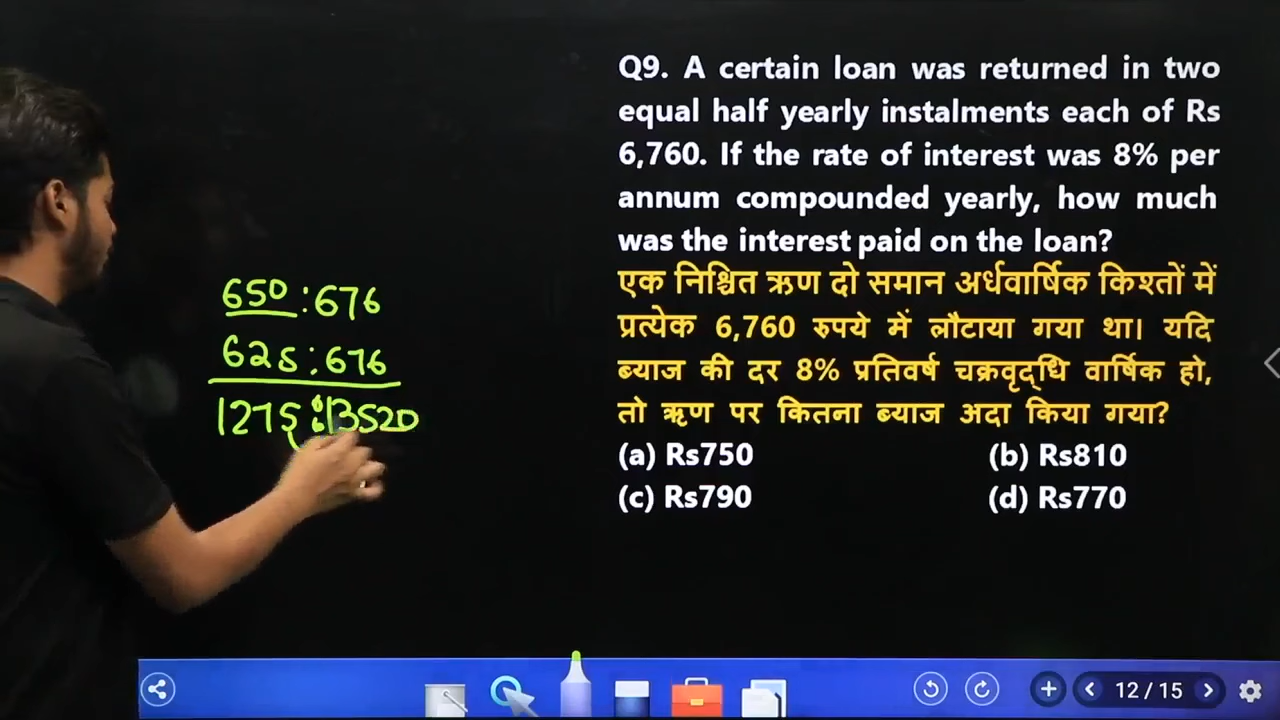 Q9. A certain loan was returned in two
equal half yearly instalments each of Rs
6,760. If the rate of interest was 8% per
annum compounded yearly, how much
was the interest paid on the loan?
एक निश्चित ऋण दो समान अर्धवार्षिक किश्तों में
प्रत्येक 6,760 रुपये में लौटाया गया था। यदि
ब्याज की दर 8% प्रतिवर्ष चक्रवृद्धि वार्षिक हो,
तो ऋण पर कितना ब्याज अदा किया गया?
(a) Rs750 (b) Rs810
(c) Rs790 (d) Rs770
650 : 676
625 : 676
1275 : 13520
12 / 15